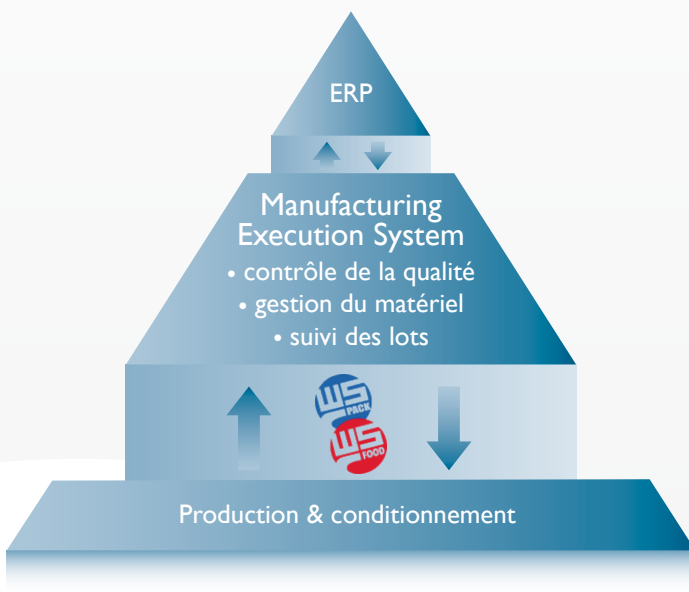 ERP
Manufacturing
Execution System
• contrôle de la qualité
• gestion du matériel
• suivi des lots
WS
PACK
WS
FOOD
Production & conditionnement